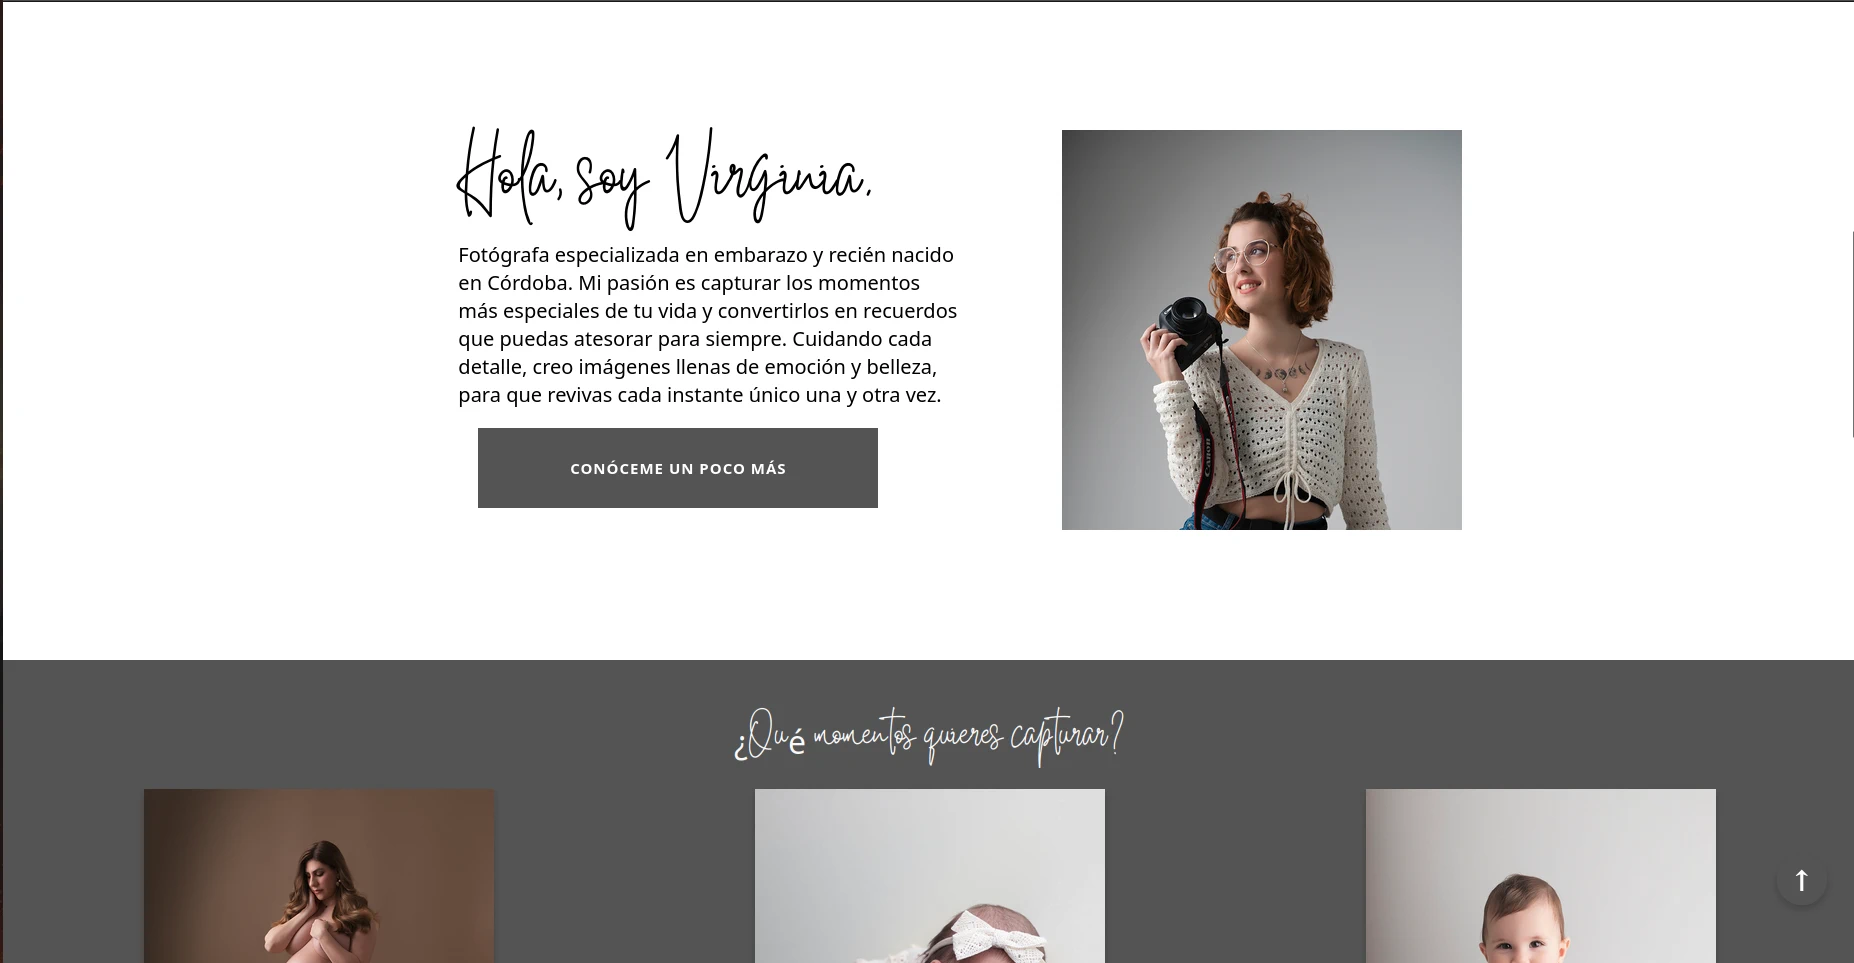 Hola, soy Virginia.
Fotógrafa especializada en embarazo y recién nacido
en Córdoba. Mi pasión es capturar los momentos
más especiales de tu vida y convertirlos en recuerdos
que puedas atesorar para siempre. Cuidando cada
detalle, creo imágenes llenas de emoción y belleza,
para que revivas cada instante único una y otra vez.
CONÓCEME UN POCO MÁS
Canon
¿Qué momentos quieres capturar?